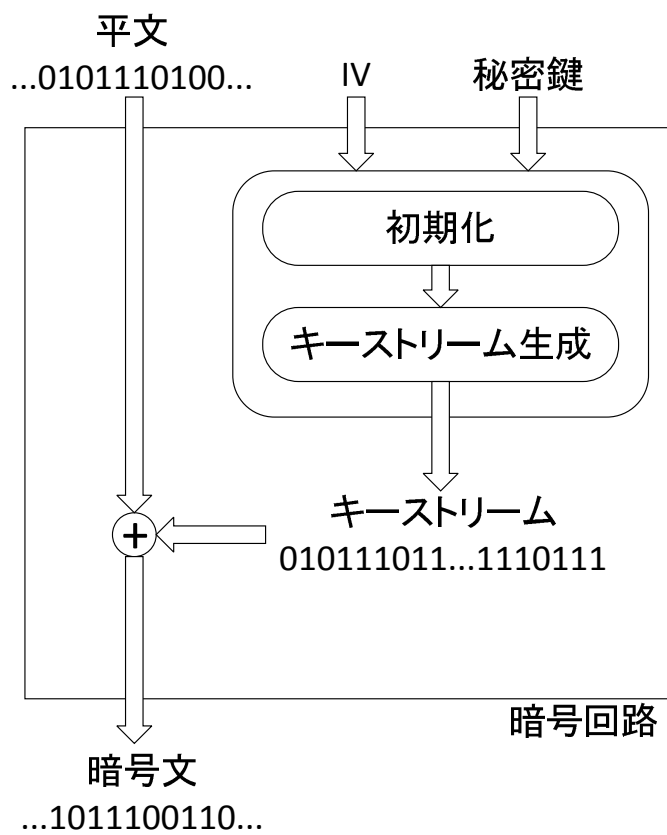 平文
...0101110100...
IV
秘密鍵
初期化
キーストリーム生成
キーストリーム
010111011...1110111
+
暗号回路
暗号文
...1011100110...